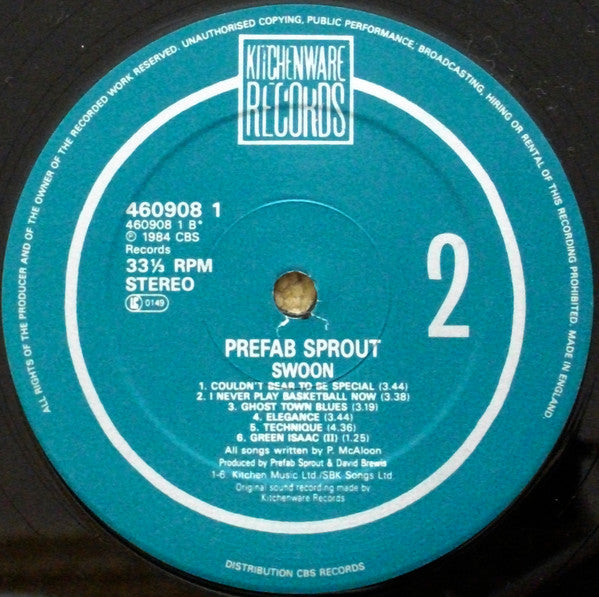 ALL RIGHTS OF THE PRODUCER AND OF THE OWNER OF THE RECORDED WORK RESERVED. UNAUTHORISED COPYING, PUBLIC PERFORMANCE, BROADCASTING, HIRING OR RENTAL OF THIS RECORDING PROHIBITED. MADE IN ENGLAND.
KITCHENWARE
RECORDS
460908 1
460908 1 B*
℗ 1984 CBS
Records
33⅓ RPM
STEREO
LC 0149
2
PREFAB SPROUT
SWOON
1. COULDN'T BEAR TO BE SPECIAL (3.44)
2. I NEVER PLAY BASKETBALL NOW (3.38)
3. GHOST TOWN BLUES (3.19)
4. ELEGANCE (3.44)
5. TECHNIQUE (4.36)
6. GREEN ISAAC (II) (1.25)
All songs written by P. McAloon
Produced by Prefab Sprout & David Brewis
1-6. Kitchen Music Ltd./SBK Songs Ltd
Original sound recording made by
Kitchenware Records
DISTRIBUTION CBS RECORDS